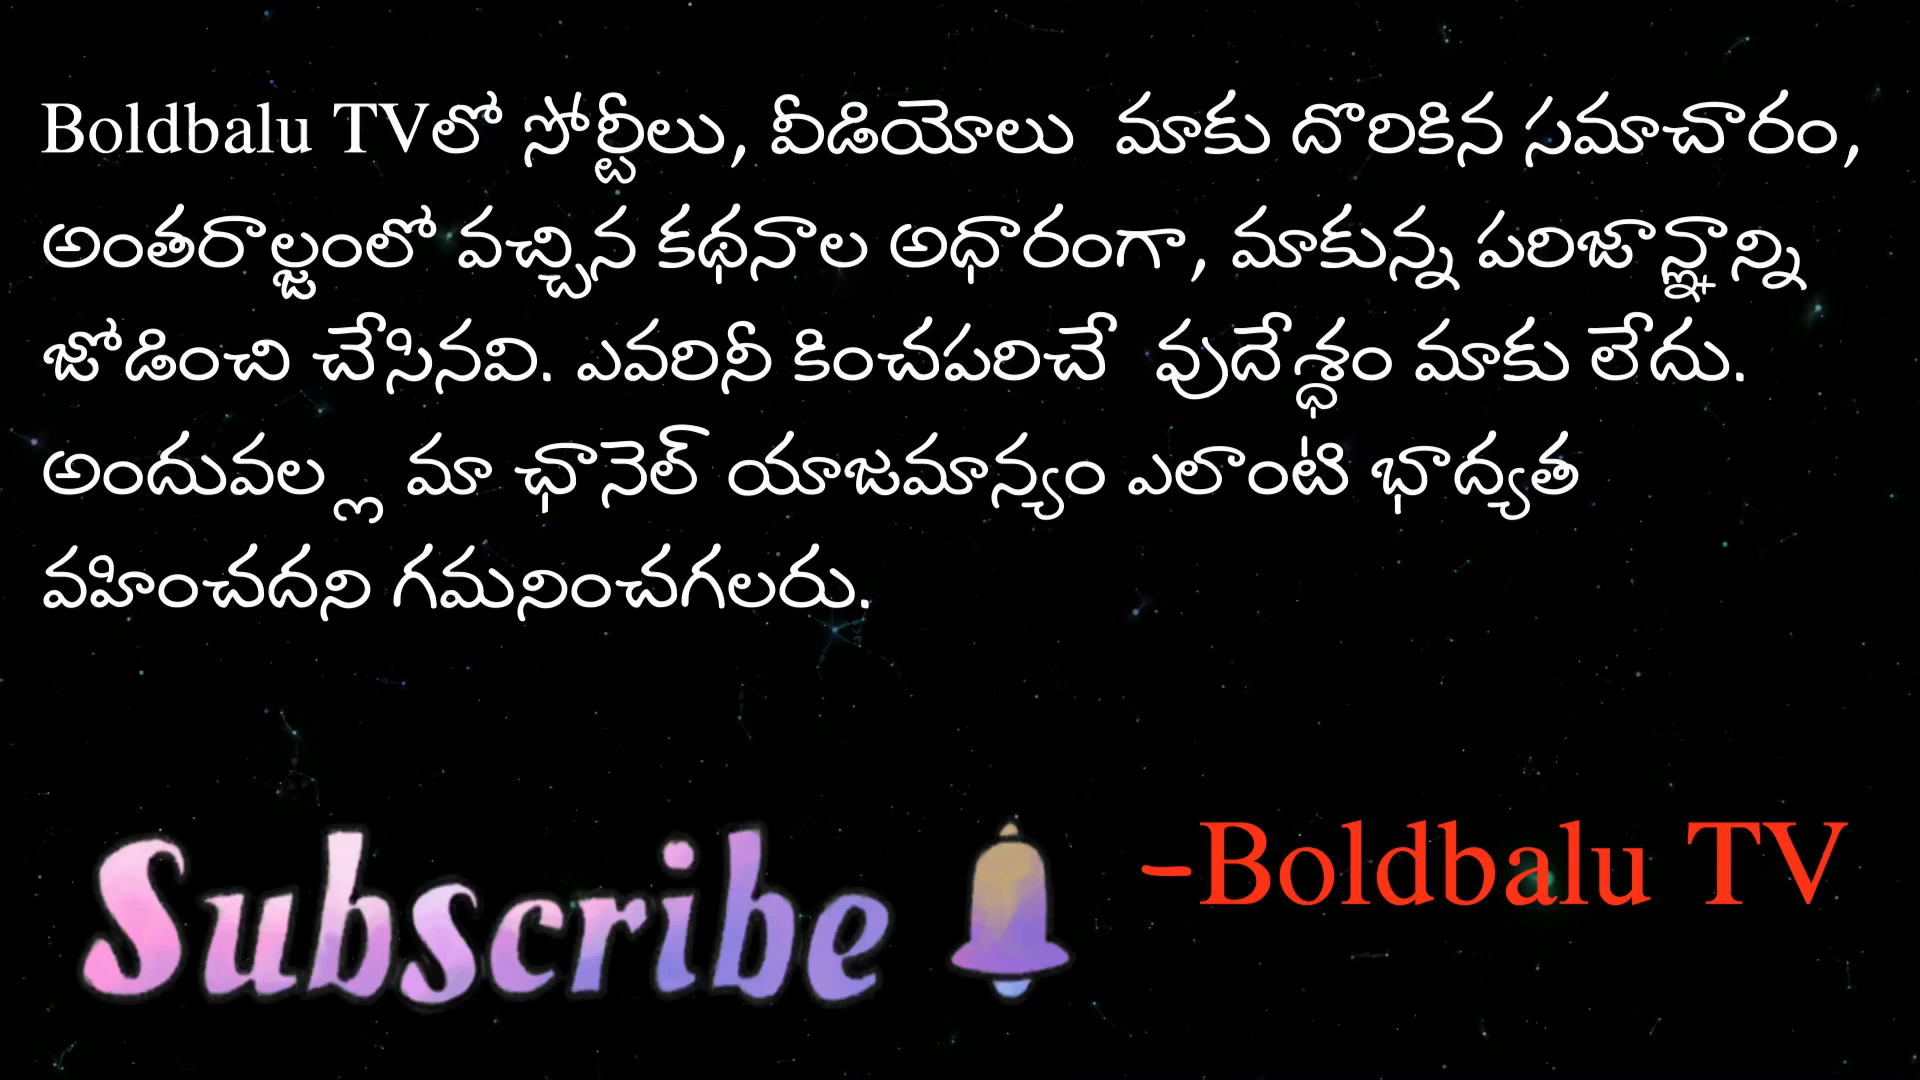 Boldbalu TVలో సోర్టీలు, వీడియోలు మాకు దొరికిన సమాచారం,
అంతరాల్జంలో వచ్చిన కథనాల అధారంగా, మాకున్న పరిజాన్ఞాన్ని
జోడించి చేసినవి. ఎవరినీ కించపరిచే వుదేశ్ధం మాకు లేదు.
అందువల ్ల మా ఛానెల్ యాజమాన్యం ఎలాంటి భాద్యత
వహించదని గమనించగలరు.
Subscribe
-Boldbalu TV